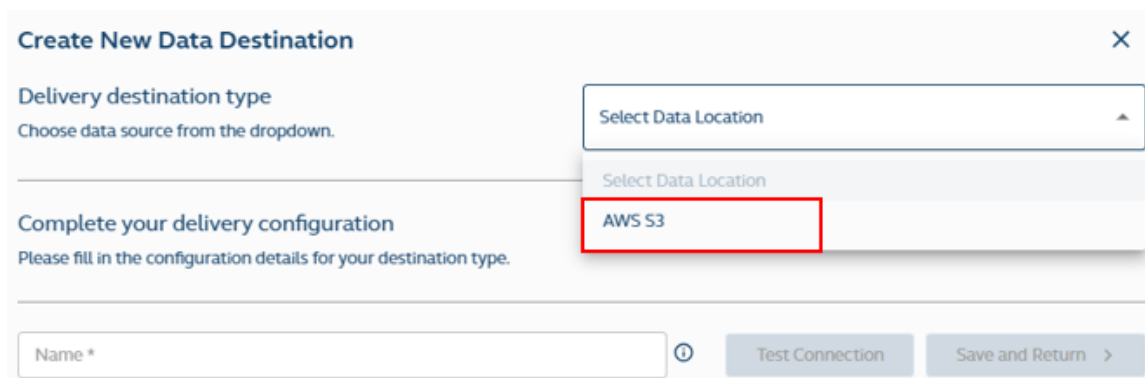 Create New Data Destination
Delivery destination type
Choose data source from the dropdown.
Select Data Location
Select Data Location
AWS S3
Complete your delivery configuration
Please fill in the configuration details for your destination type.
Name *
Test Connection
Save and Return